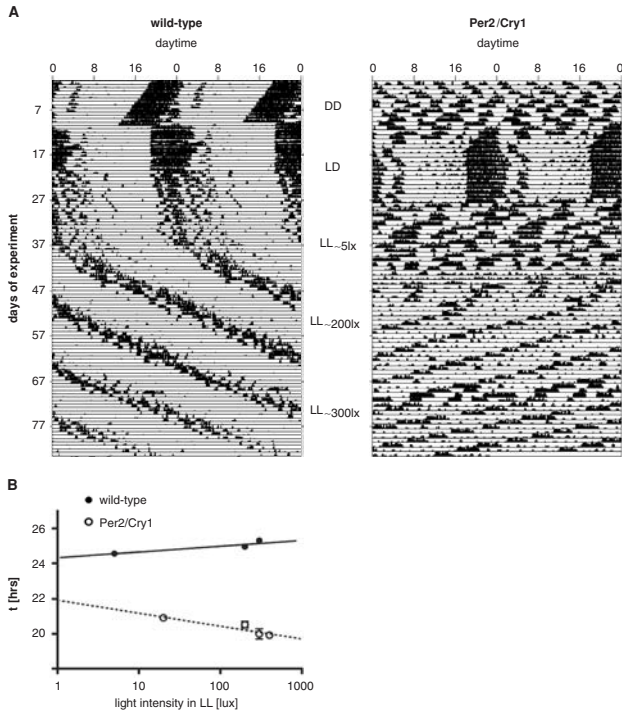 A
wild-type
Per2/Cry1
daytime
daytime
0 8 16 0 8 16 0
0 8 16 0 8 16 0
7
DD
17
LD
27
37
LL~5lx
47
LL~200lx
57
67
LL~300lx
77
days of experiment
B
wild-type
Per2/Cry1
26
24
22
20
t [hrs]
1 10 100 1000
light intensity in LL [lux]